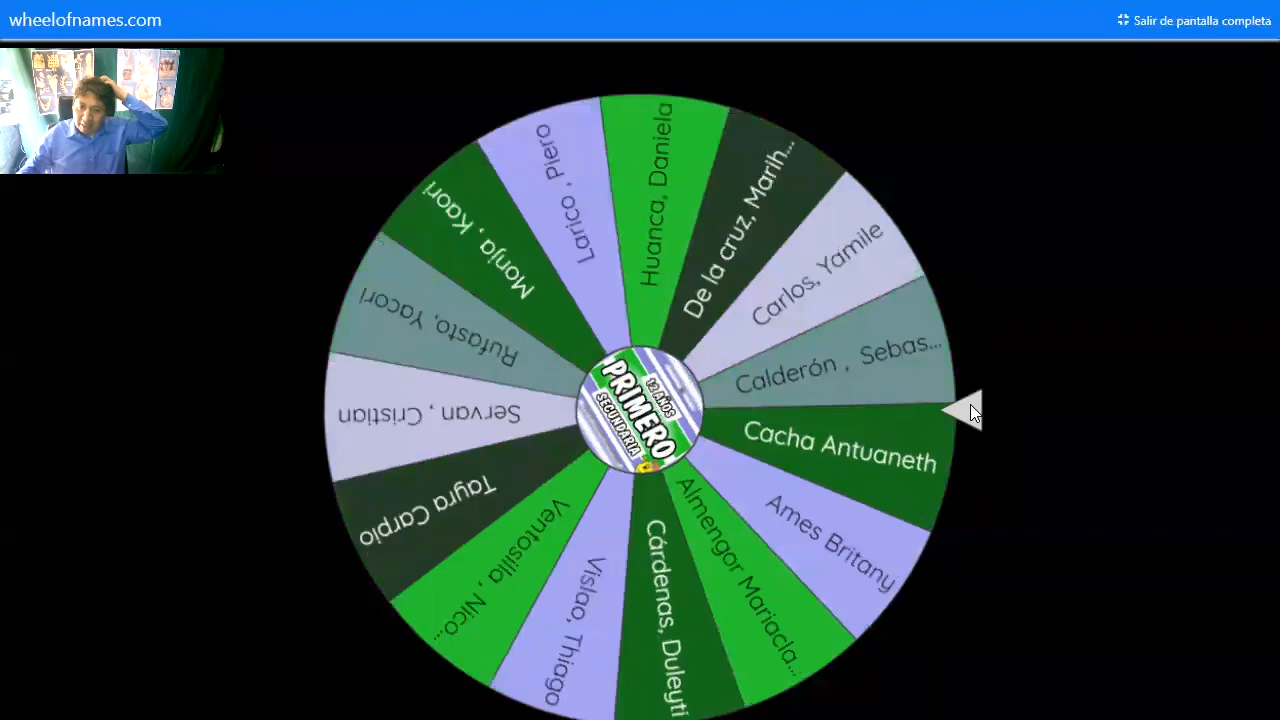 wheelofnames.com
Salir de pantalla completa
Larico , Piero
Huanca, Daniela
De la cruz, Marih...
Carlos, Yamile
Calderón , Sebas...
Cacha Antuaneth
Ames Britany
Almengor Mariacla...
Cárdenas, Duleyti
Vislao, Thiago
Ventosilla , Nico...
Tayra Carpio
Servan , Cristian
Rufasto, Yacori
Monja , Kaori
12 AÑOS
PRIMERO
SECUNDARIA